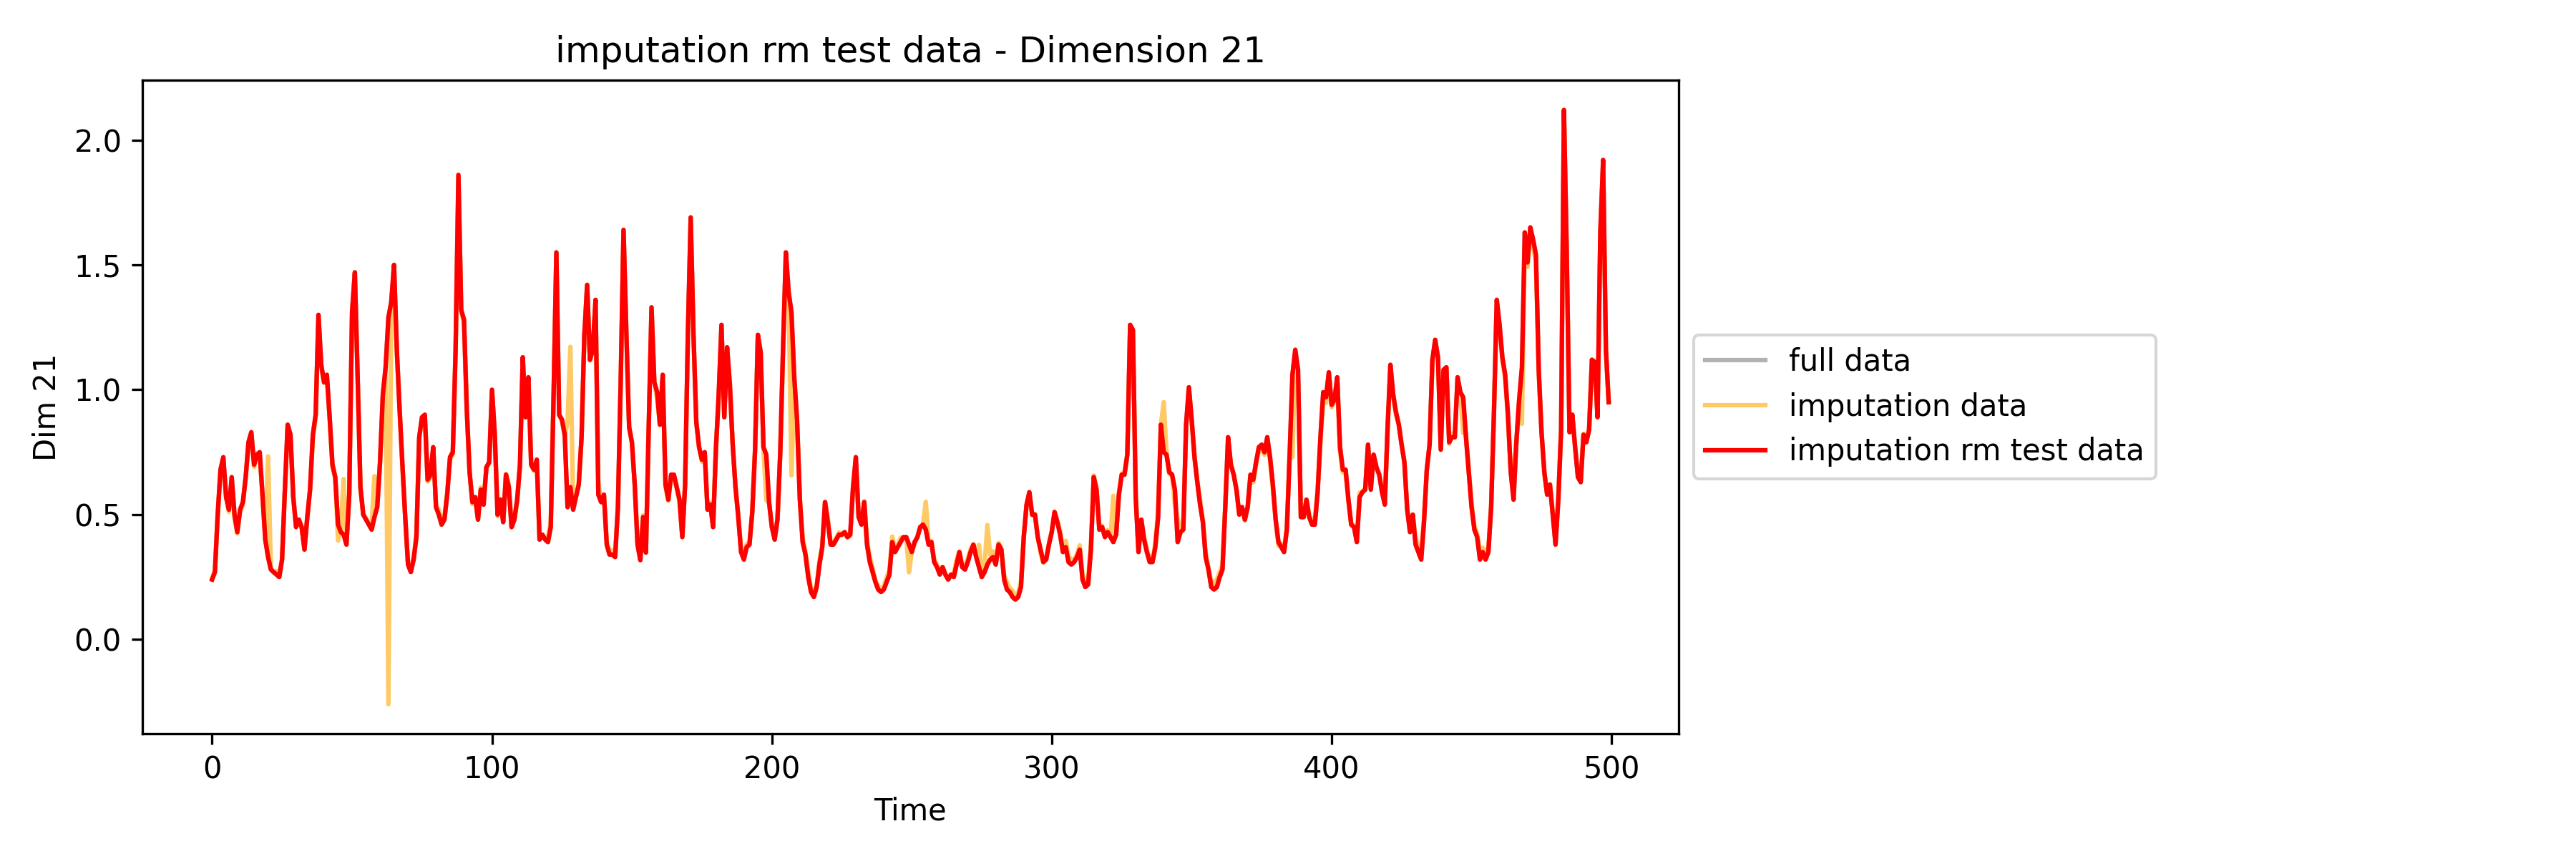 imputation rm test data - Dimension 21
Dim 21
2.0
1.5
1.0
0.5
0.0
0 100 200 300 400 500
Time
full data
imputation data
imputation rm test data